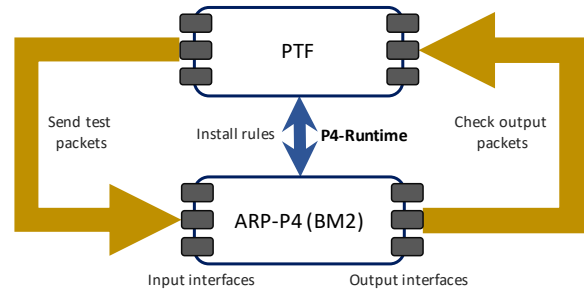 PTF
Send test
packets
Install rules
P4-Runtime
Check output
packets
ARP-P4 (BM2)
Input interfaces
Output interfaces